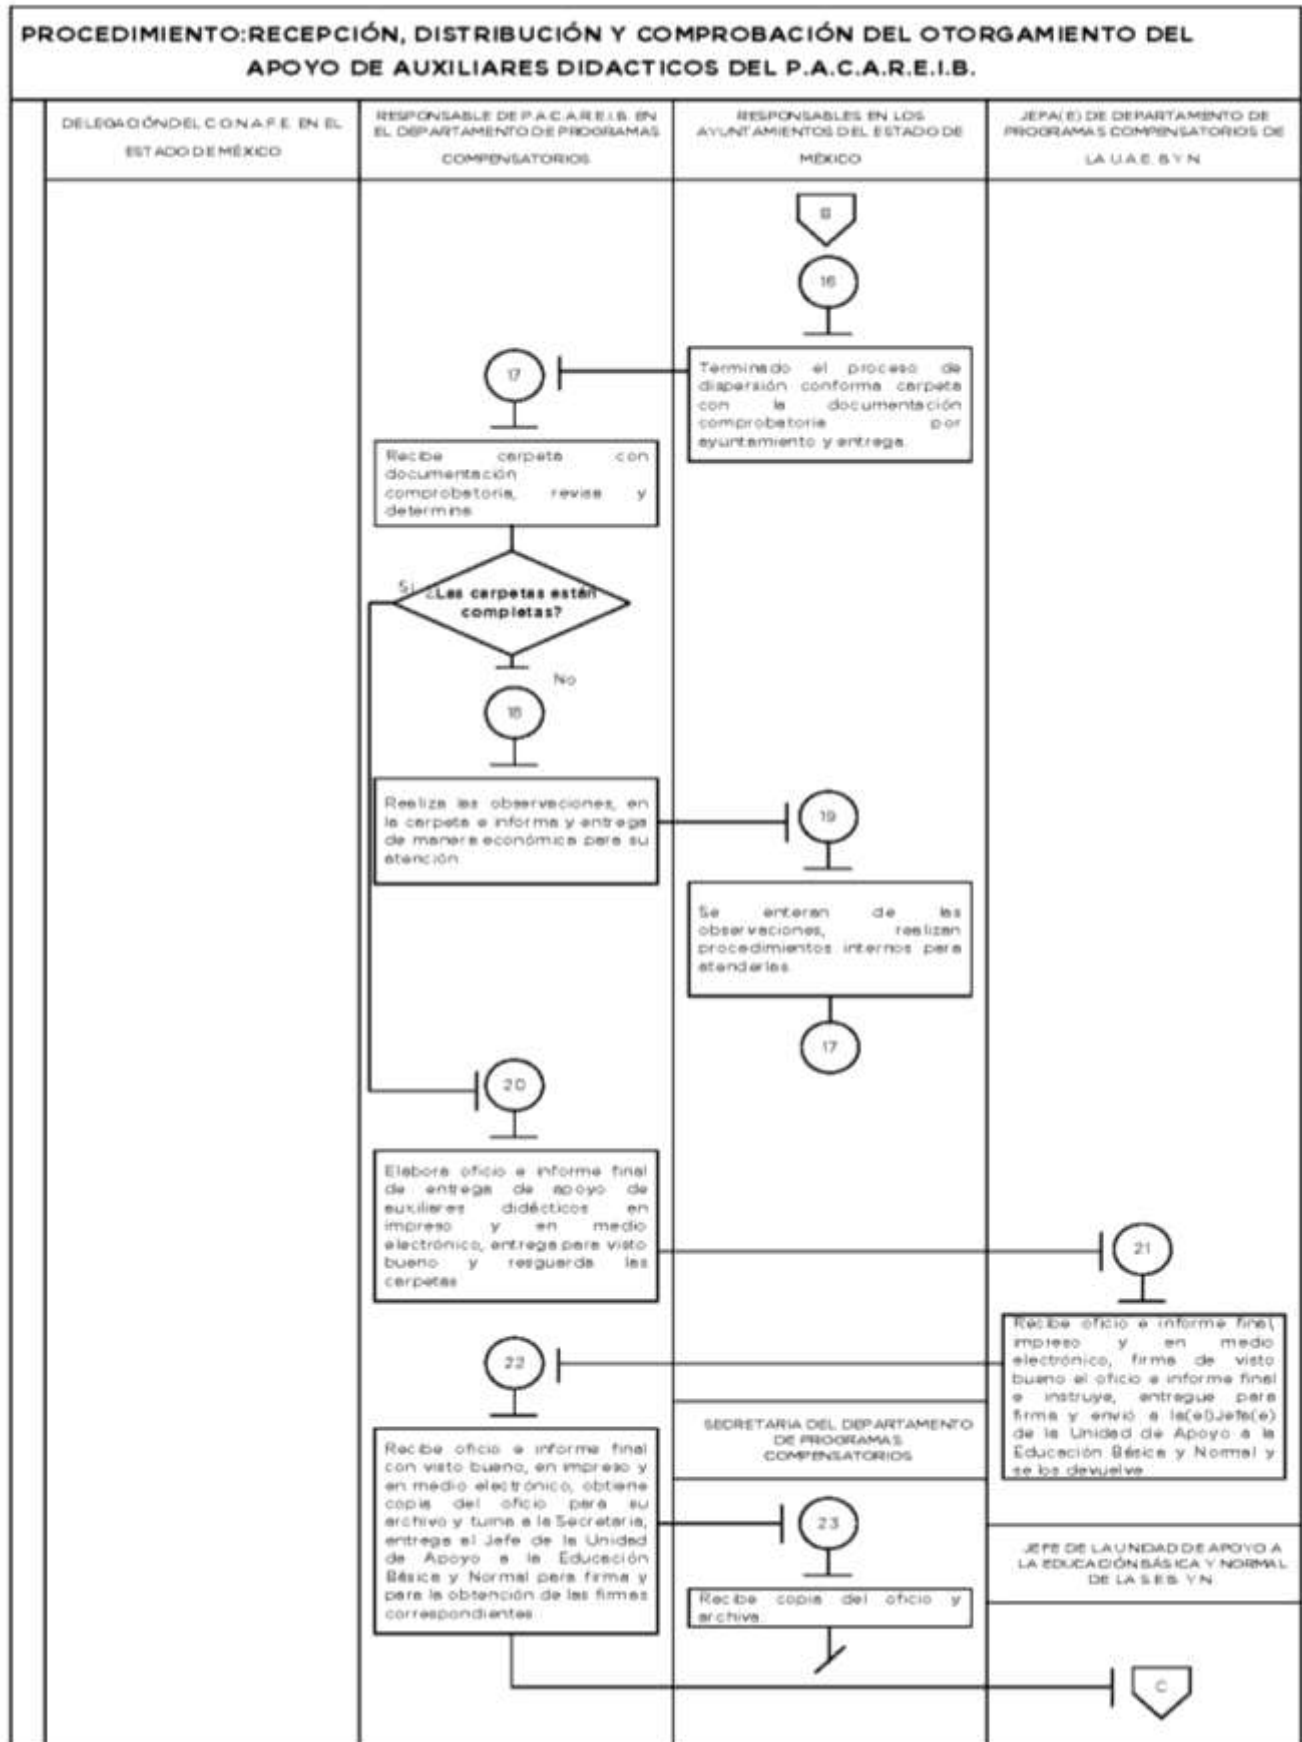 PROCEDIMIENTO:RECEPCIÓN, DISTRIBUCIÓN Y COMPROBACIÓN DEL OTORGAMIENTO DEL
APOYO DE AUXILIARES DIDACTICOS DEL P.A.C.A.R.E.I.B.
DELEGACIÓN DEL C.O.N.A.F.E. EN EL
ESTADO DE MÉXICO
RESPONSABLE DE P.A.C.A.R.E.I.B. EN
EL DEPARTAMENTO DE PROGRAMAS
COMPENSATORIOS
RESPONSABLES EN LOS
AYUNTAMIENTOS DEL ESTADO DE
MÉXICO
JEFA(E) DE DEPARTAMENTO DE
PROGRAMAS COMPENSATORIOS DE
LA U.A.E. B Y N.
B
16
Terminado el proceso de
dispersión conforma carpeta
con la documentación
comprobatoria por
ayuntamiento y entrega.
17
Recibe carpeta con
documentación
comprobatoria, revisa y
determina
Si
¿Las carpetas están
completas?
No
18
Realiza las observaciones, en
la carpeta e informa y entrega
de manera económica para su
atención
19
Se enteran de las
observaciones, realizan
procedimientos internos para
atenderlas
17
20
Elabora oficio e informe final
de entrega de apoyo de
auxiliares didácticos en
impreso y en medio
electrónico, entrega para visto
bueno y resguarda las
carpetas
21
Recibe oficio e informe final,
impreso y en medio
electrónico, firma de visto
bueno el oficio e informe final
e instruye, entregue para
firma y envió a la(el)Jefa(e)
de la Unidad de Apoyo a la
Educación Básica y Normal y
se los devuelve
22
Recibe oficio e informe final
con visto bueno, en impreso y
en medio electrónico, obtiene
copia del oficio para su
archivo y turna a la Secretaria,
entrega al Jefe de la Unidad
de Apoyo a la Educación
Básica y Normal para firma y
para la obtención de las firmas
correspondientes
SECRETARIA DEL DEPARTAMENTO
DE PROGRAMAS
COMPENSATORIOS
23
Recibe copia del oficio y
archiva
JEFE DE LA UNIDAD DE APOYO A
LA EDUCACIÓN BÁSICA Y NORMAL
DE LA S.E.B. Y N
C